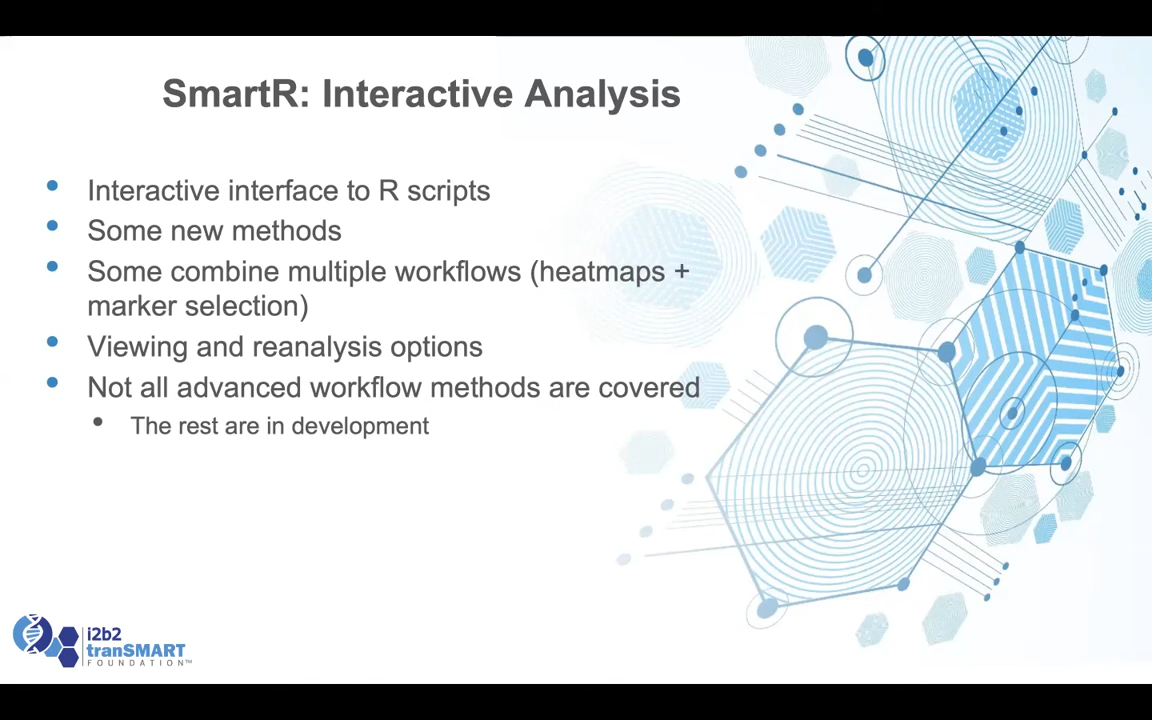 SmartR: Interactive Analysis
• Interactive interface to R scripts
• Some new methods
• Some combine multiple workflows (heatmaps +
marker selection)
• Viewing and reanalysis options
• Not all advanced workflow methods are covered
• The rest are in development
i2b2
tranSMART
FOUNDATION™